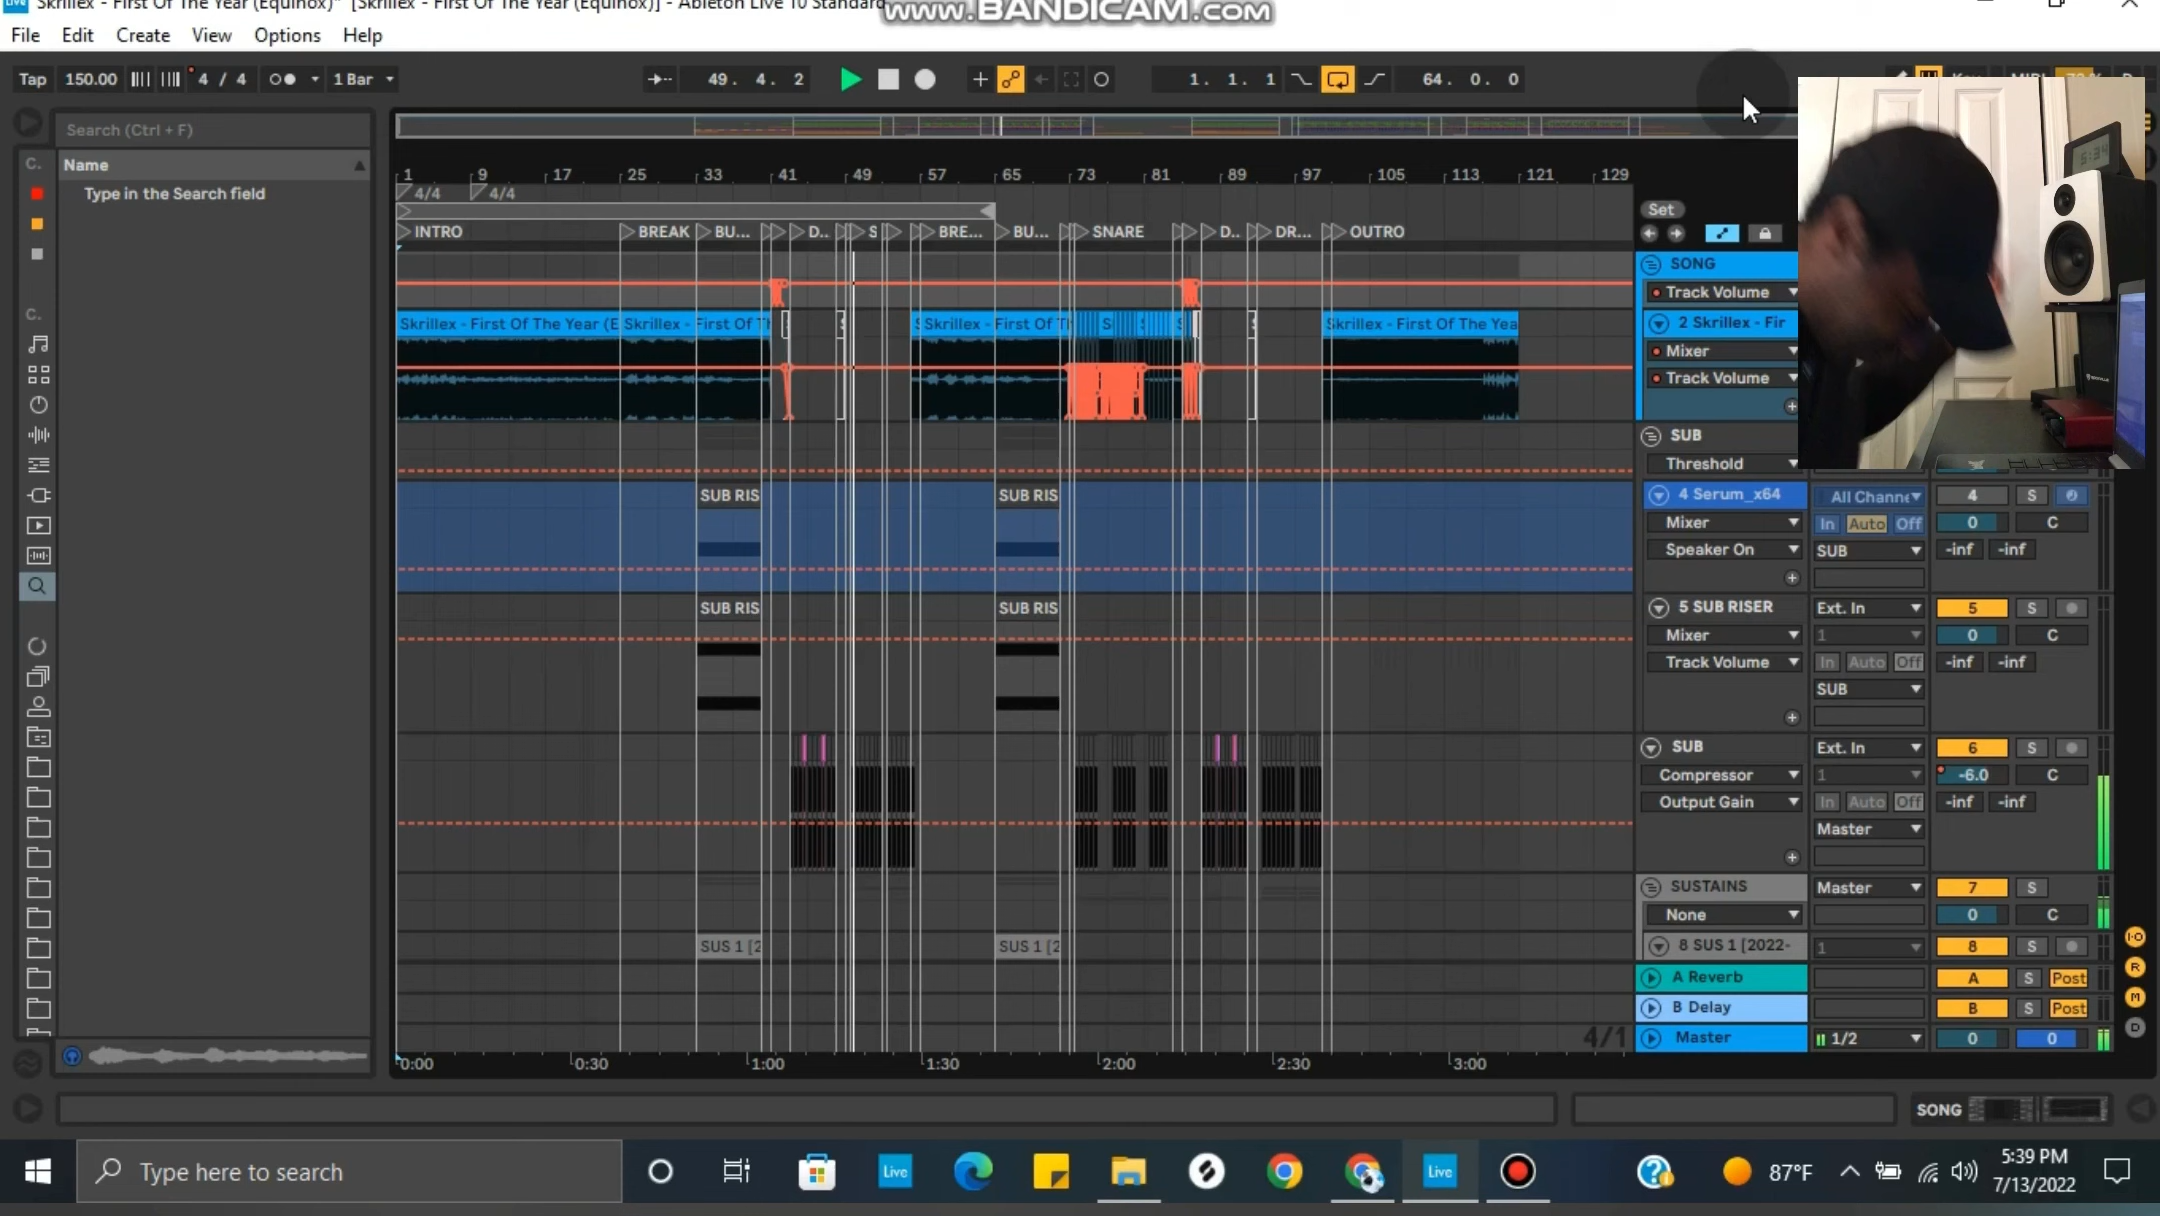 Skrillex - First Of The Year (Equinox)* [Skrillex - First Of The Year (Equinox)] - Ableton Live 10 Standard
www.BANDICAM.com
File Edit Create View Options Help
Tap 150.00 4 / 4 1 Bar 49. 4. 2 1. 1. 1 64. 0. 0
Search (Ctrl + F)
Name
Type in the Search field
C.
C.
1 9 17 25 33 41 49 57 65 73 81 89 97 105 113 121 129
4/4 4/4
Set
INTRO BREAK BU... D.. S BRE... BU... SNARE D.. DR... OUTRO
SONG
Track Volume
Skrillex - First Of The Year (E Skrillex - First Of T Skrillex - First Of T S Skrillex - First Of The Yea
2 Skrillex - Fir
Mixer
Track Volume
SUB
Threshold
SUB RIS SUB RIS
4 Serum_x64 All Channe 4 S
Mixer In Auto Off 0 C
Speaker On SUB -inf -inf
SUB RIS SUB RIS
5 SUB RISER Ext. In 5 S
Mixer 1 0 C
Track Volume In Auto Off -inf -inf
SUB
SUB Ext. In 6 S
Compressor 1 -6.0 C
Output Gain In Auto Off -inf -inf
Master
SUSTAINS Master 7 S
None 0 C
SUS 1 [2 SUS 1 [2
8 SUS 1 [2022- 1 8 S
A Reverb A S Post
B Delay B S Post
4/1
Master 1/2 0 0
0:00 0:30 1:00 1:30 2:00 2:30 3:00
SONG
Type here to search
Live
Live
87°F
5:39 PM
7/13/2022